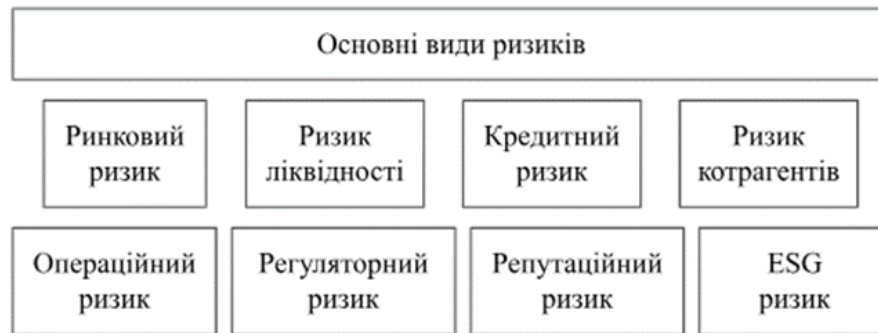 Основні види ризиків
Ринковий
ризик
Ризик
ліквідності
Кредитний
ризик
Ризик
котрагентів
Операційний
ризик
Регуляторний
ризик
Репутаційний
ризик
ESG
ризик